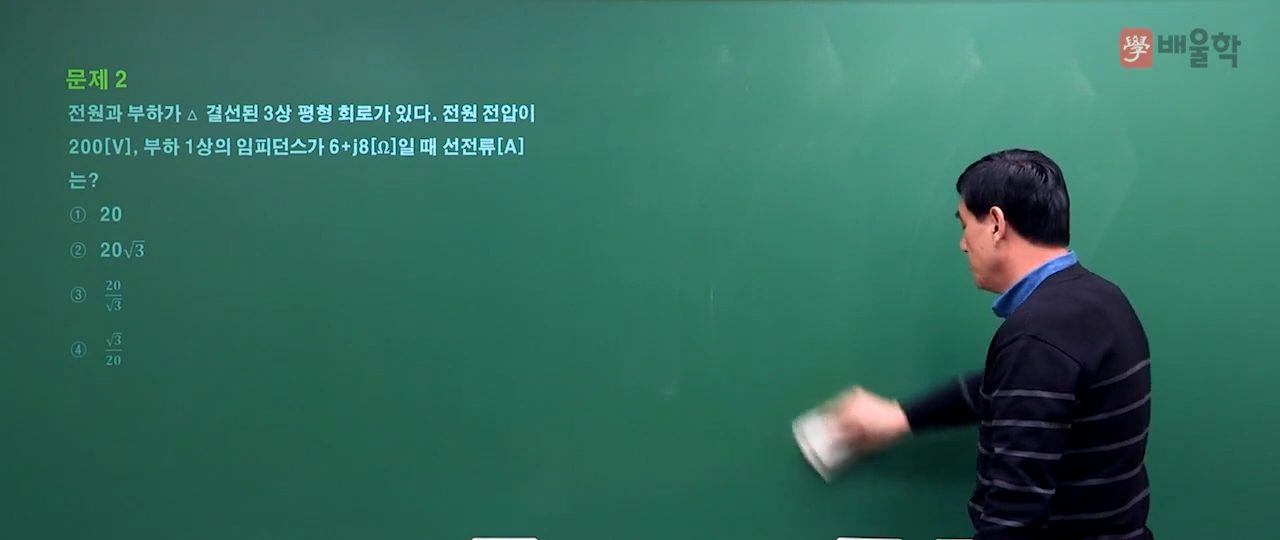 學 배울학
문제 2
전원과 부하가 △ 결선된 3상 평형 회로가 있다. 전원 전압이
200[V], 부하 1상의 임피던스가 6+j8[Ω]일 때 선전류[A]
는?
① 20
② 20√3
③ 20/√3
④ √3/20